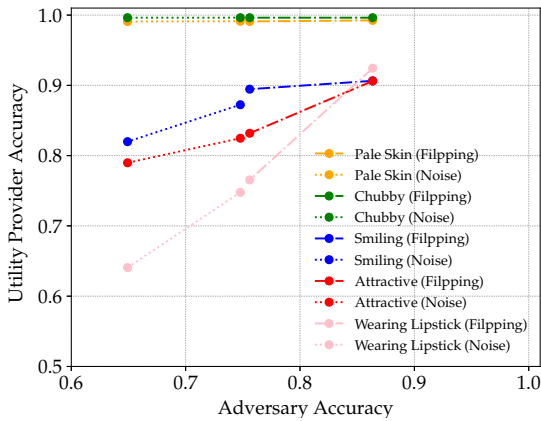 1.0
0.9
0.8
0.7
0.6
0.5
Utility Provider Accuracy
Pale Skin (Filpping)
Pale Skin (Noise)
Chubby (Filpping)
Chubby (Noise)
Smiling (Filpping)
Smiling (Noise)
Attractive (Filpping)
Attractive (Noise)
Wearing Lipstick (Filpping)
Wearing Lipstick (Noise)
0.6 0.7 0.8 0.9 1.0
Adversary Accuracy